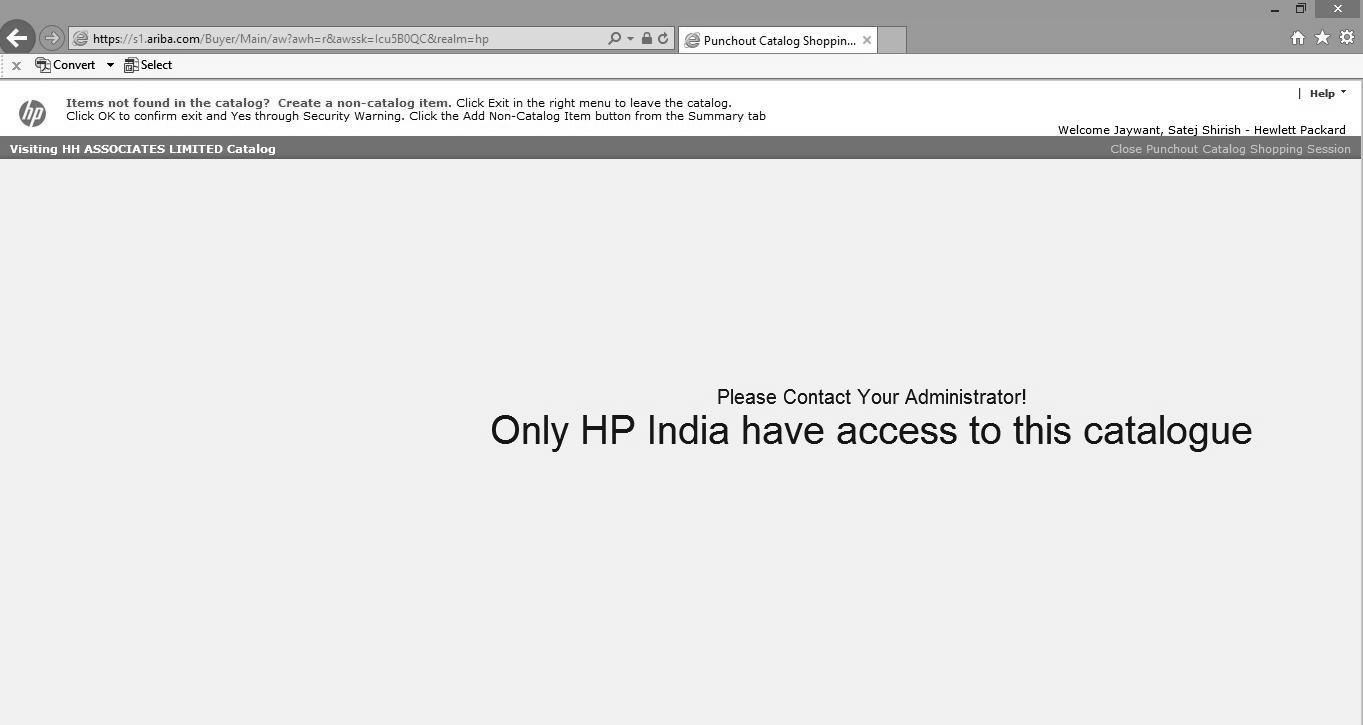 https://s1.ariba.com/Buyer/Main/aw?awh=r&awssk=Icu5B0QC&realm=hp
Punchout Catalog Shoppin...
x Convert Select
hp
Items not found in the catalog? Create a non-catalog item. Click Exit in the right menu to leave the catalog.
Click OK to confirm exit and Yes through Security Warning. Click the Add Non-Catalog Item button from the Summary tab
| Help
Welcome Jaywant, Satej Shirish - Hewlett Packard
Visiting HH ASSOCIATES LIMITED Catalog
Close Punchout Catalog Shopping Session
Please Contact Your Administrator!
Only HP India have access to this catalogue